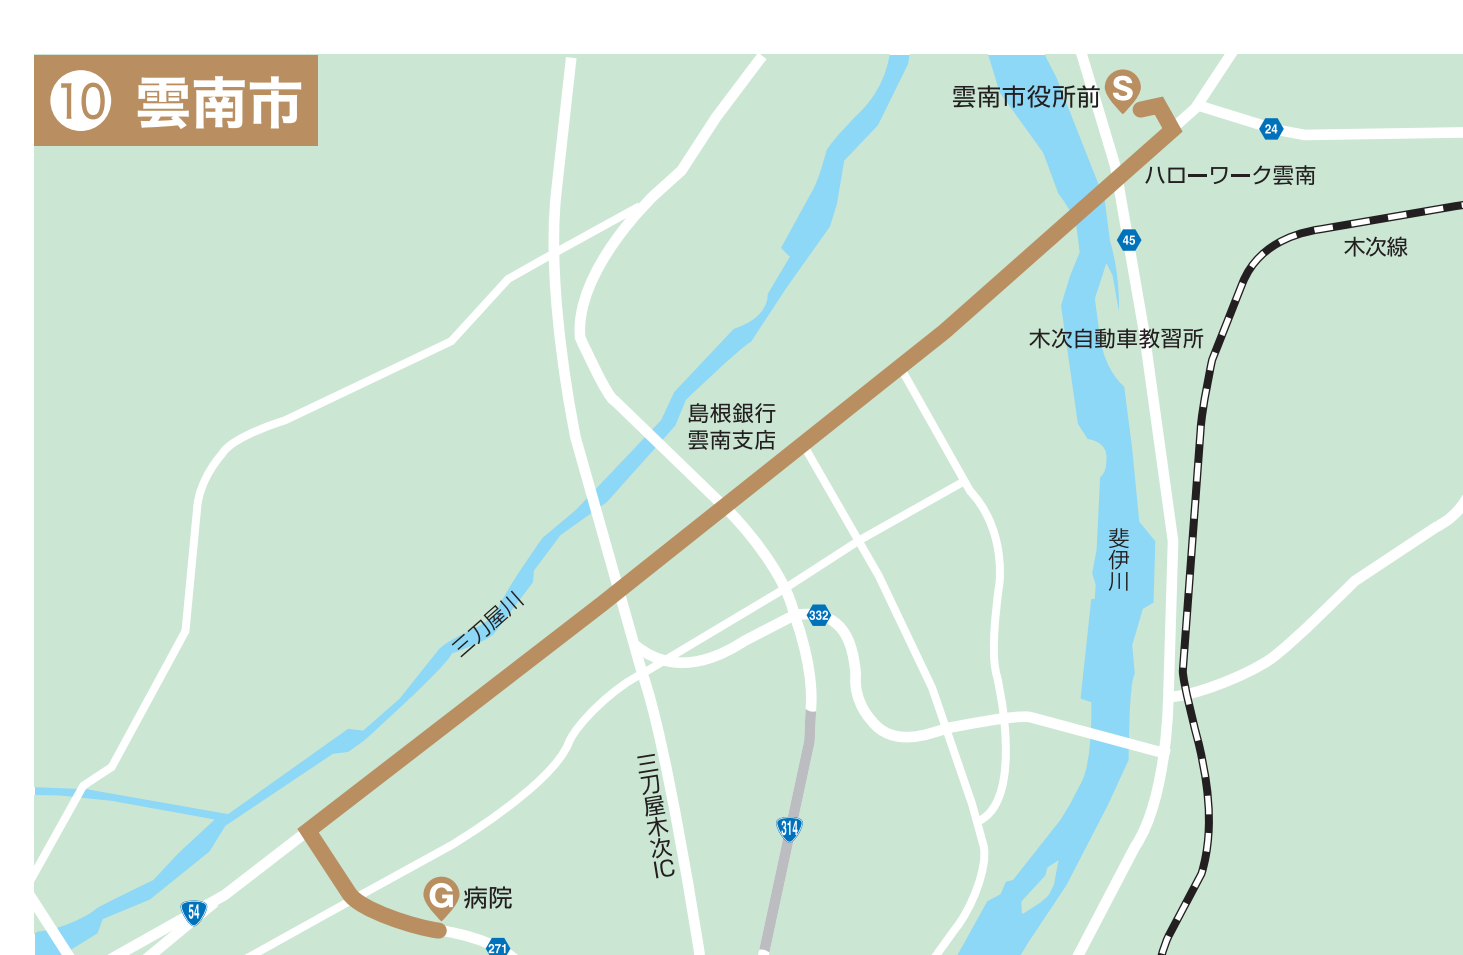 10 雲南市
雲南市役所前
S
24
ハローワーク雲南
45
木次線
木次自動車教習所
島根銀行
雲南支店
斐伊川
三刀屋川
332
三刀屋木次IC
314
G 病院
54
271